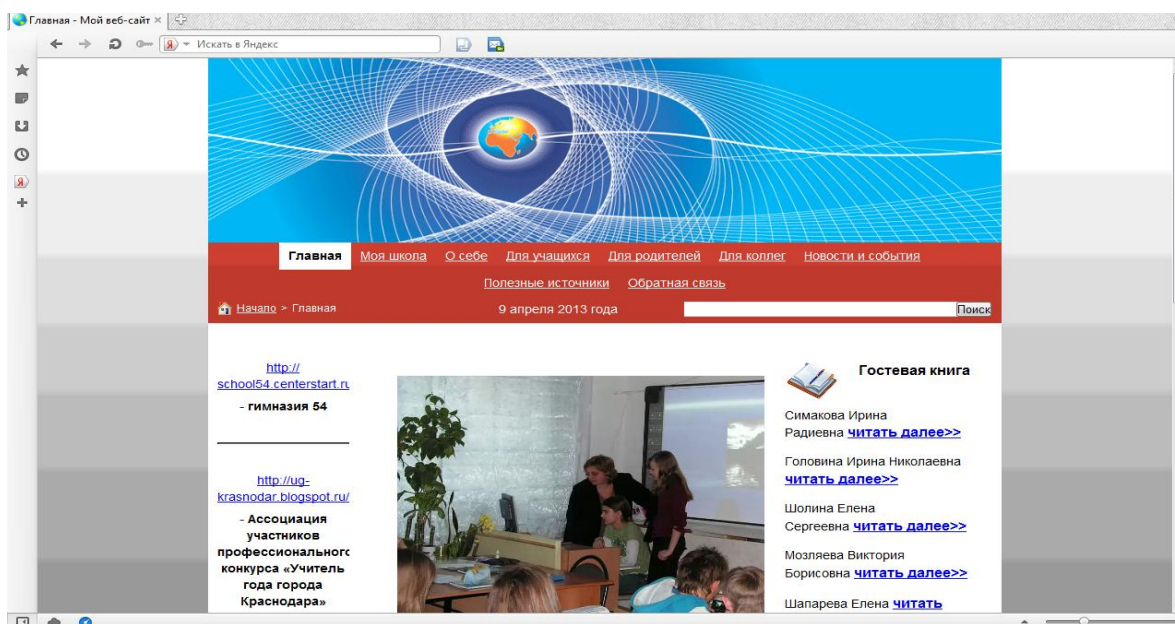 Главная - Мой веб-сайт
Искать в Яндекс
Главная Моя школа О себе Для учащихся Для родителей Для коллег Новости и события
Полезные источники Обратная связь
Начало > Главная 9 апреля 2013 года Поиск
http://
school54.centerstart.ru
- гимназия 54
http://ug-
krasnodar.blogspot.ru/
- Ассоциация
участников
профессионального
конкурса «Учитель
года города
Краснодара»
Гостевая книга
Симакова Ирина
Радиевна читать далее>>
Головина Ирина Николаевна
читать далее>>
Шолина Елена
Сергеевна читать далее>>
Мозляева Виктория
Борисовна читать далее>>
Шапарева Елена читать